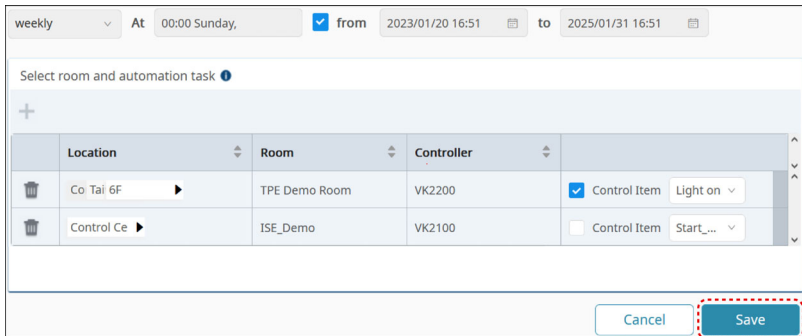 weekly At 00:00 Sunday, from 2023/01/20 16:51 to 2025/01/31 16:51
Select room and automation task
Location Room Controller
Co Tai 6F TPE Demo Room VK2200 Control Item Light on
Control Ce ISE_Demo VK2100 Control Item Start_...
Cancel Save